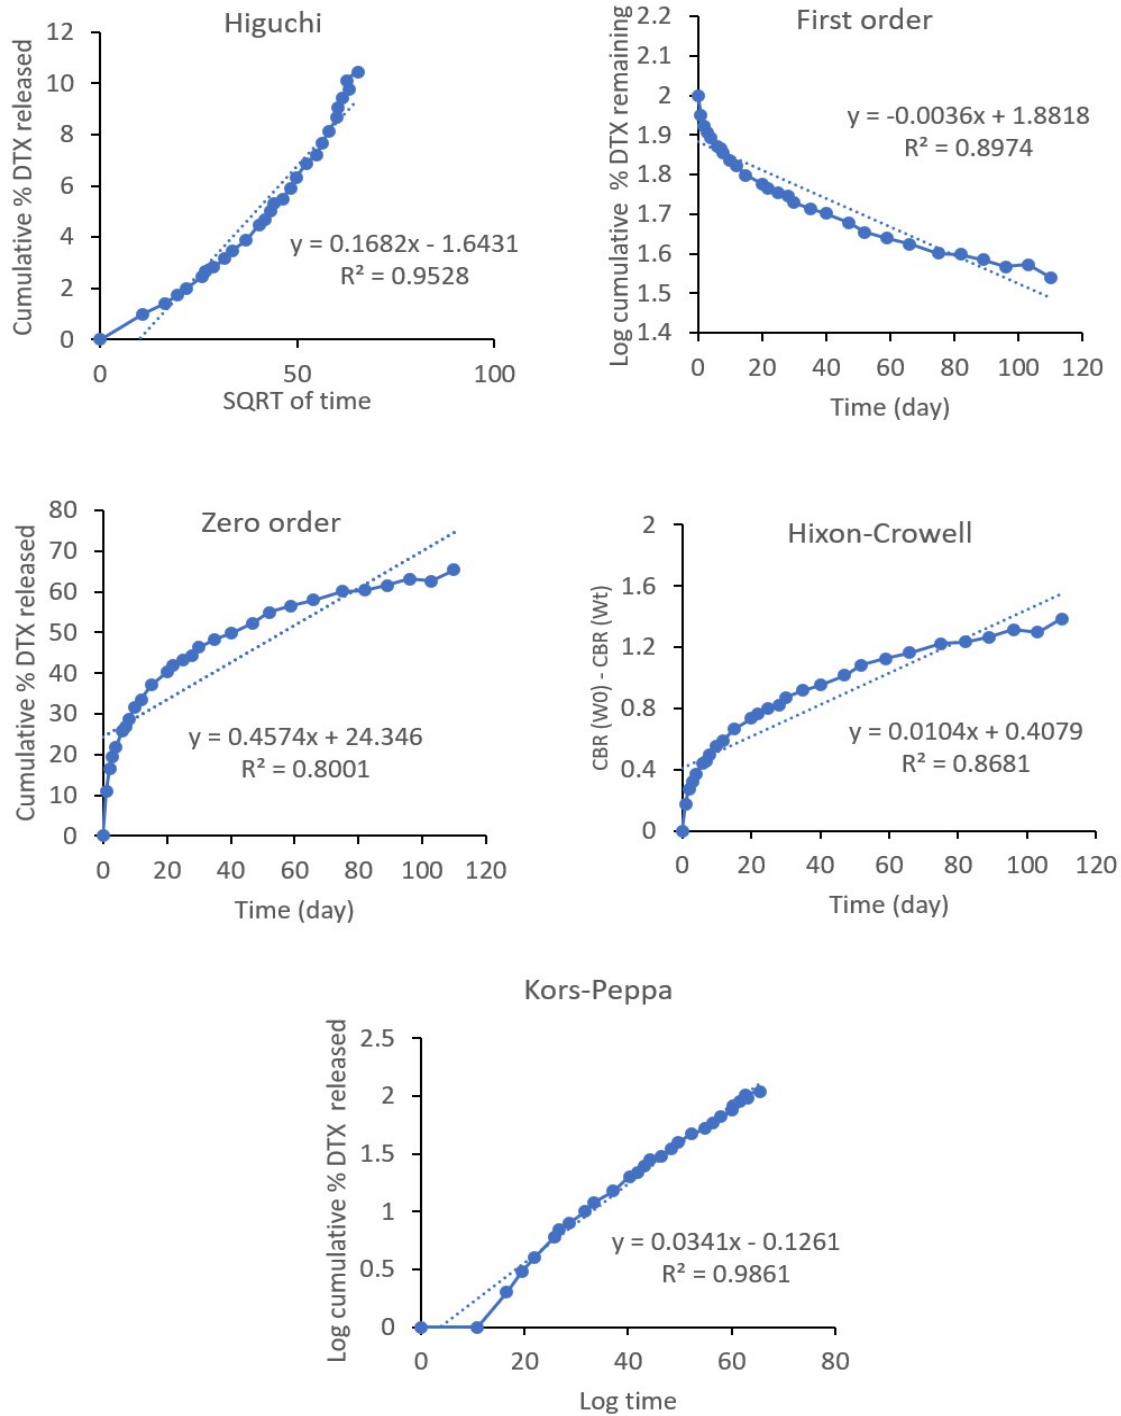 Higuchi
Cumulative % DTX released
12
10
8
6
4
2
0
y = 0.1682x - 1.6431
R² = 0.9528
0 50 100
SQRT of time
First order
Log cumulative % DTX remaining
2.2
2.1
2
1.9
1.8
1.7
1.6
1.5
1.4
y = -0.0036x + 1.8818
R² = 0.8974
0 20 40 60 80 100 120
Time (day)
Zero order
Cumulative % DTX released
80
70
60
50
40
30
20
10
0
y = 0.4574x + 24.346
R² = 0.8001
0 20 40 60 80 100 120
Time (day)
Hixon-Crowell
CBR (W0) - CBR (Wt)
2
1.6
1.2
0.8
0.4
0
y = 0.0104x + 0.4079
R² = 0.8681
0 20 40 60 80 100 120
Time (day)
Kors-Peppa
Log cumulative % DTX released
2.5
2
1.5
1
0.5
0
y = 0.0341x - 0.1261
R² = 0.9861
0 20 40 60 80
Log time